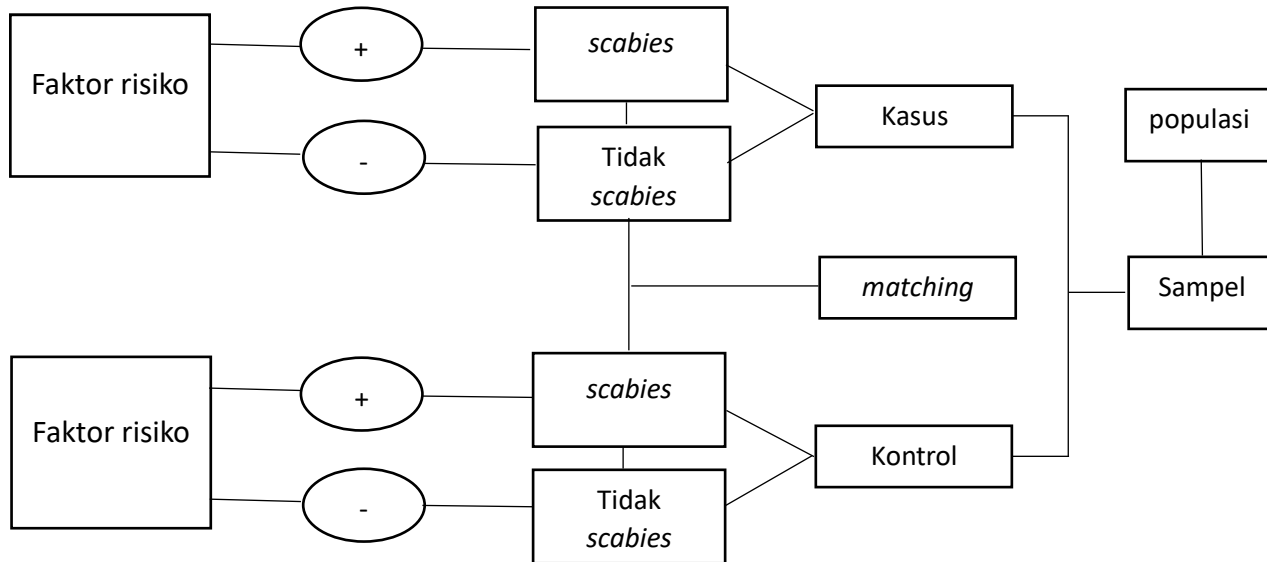 Faktor risiko
+
-
scabies
Tidak
scabies
Kasus
populasi
matching
Sampel
Faktor risiko
+
-
scabies
Tidak
scabies
Kontrol